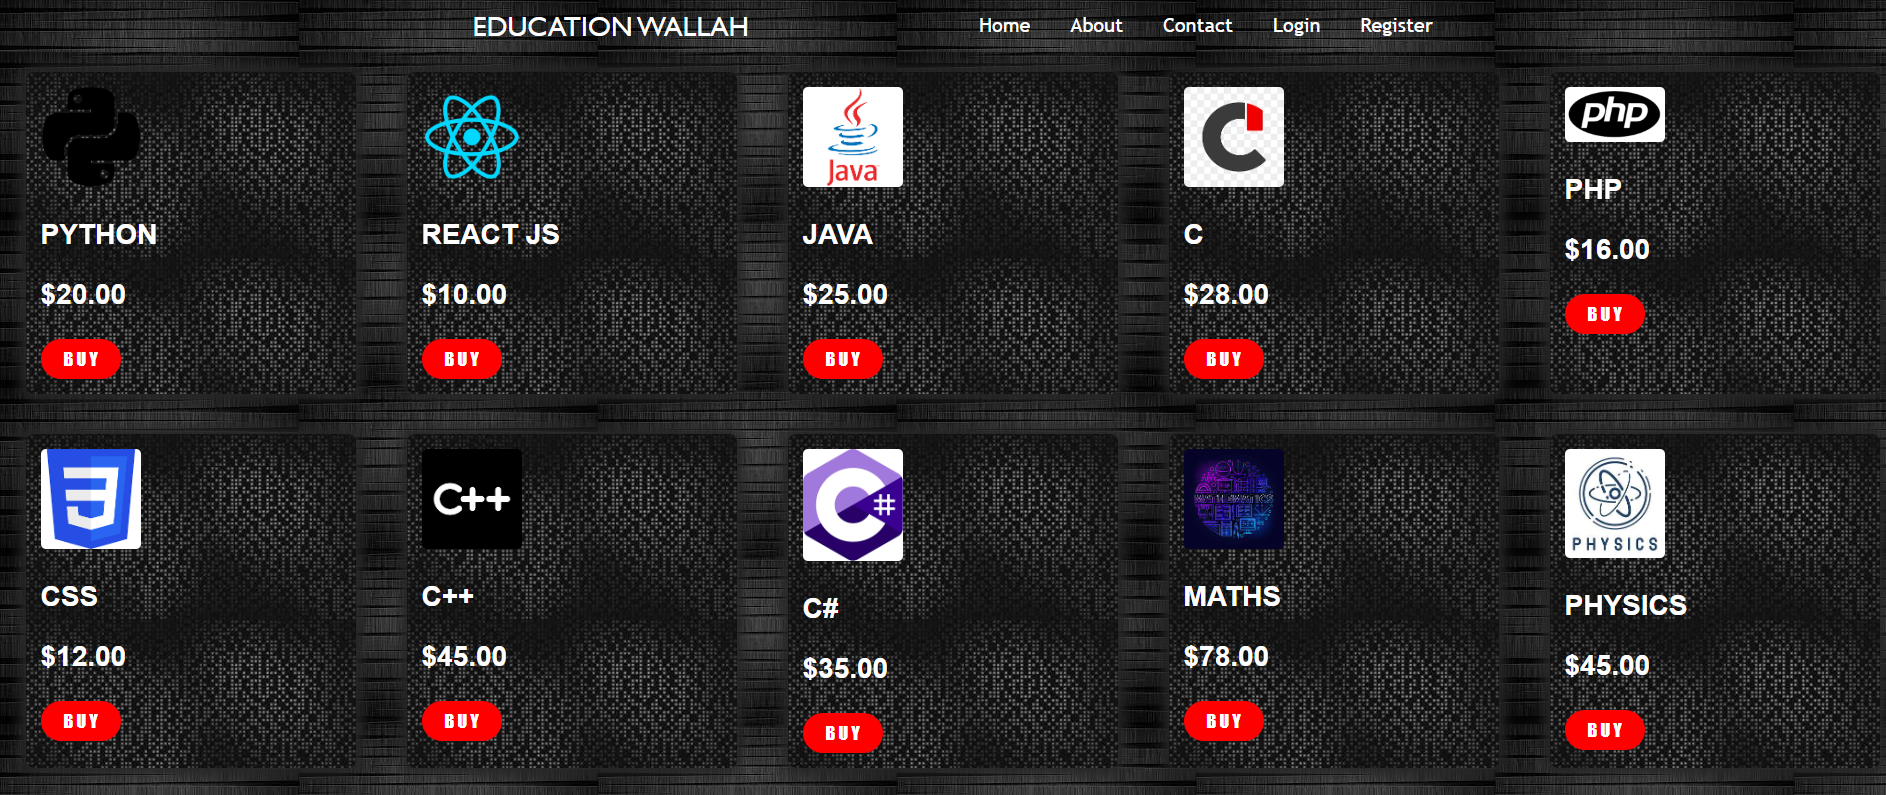 EDUCATION WALLAH
Home About Contact Login Register
Java
php
PYTHON
REACT JS
JAVA
C
PHP
$20.00
$10.00
$25.00
$28.00
$16.00
BUY
BUY
BUY
BUY
BUY
C++
C#
MATHEMATICS
PHYSICS
CSS
C++
C#
MATHS
PHYSICS
$12.00
$45.00
$35.00
$78.00
$45.00
BUY
BUY
BUY
BUY
BUY